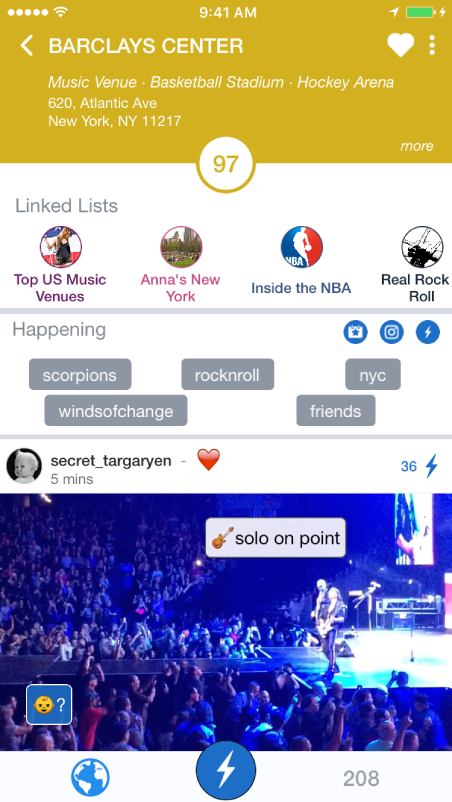 9:41 AM
BARCLAYS CENTER
Music Venue · Basketball Stadium · Hockey Arena
620, Atlantic Ave
New York, NY 11217
more
97
Linked Lists
NBA
Top US Music
Venues
Anna's New
York
Inside the NBA
Real Rock
Roll
Happening
scorpions
rocknroll
nyc
windsofchange
friends
secret_targaryen - ❤️
5 mins
36
🎸solo on point
👶?
208